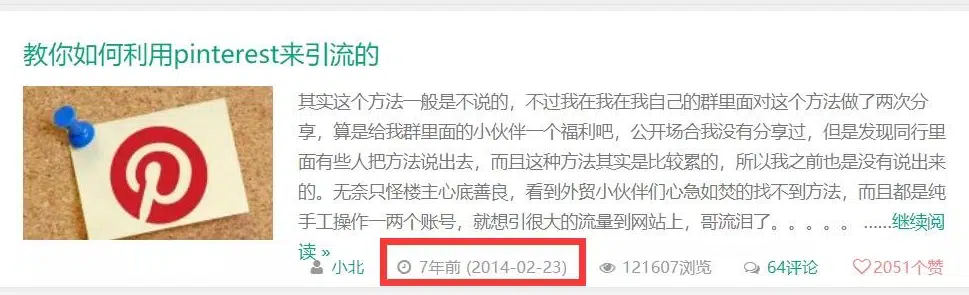 教你如何利用pinterest来引流的
其实这个方法一般是不说的，不过我在我在我自己的群里面对这个方法做了两次分
享，算是给我群里面的小伙伴一个福利吧，公开场合我没有分享过，但是发现同行里
面有些人把方法说出去，而且这种方法其实是比较累的，所以我之前也是没有说出来
的。无奈只怪楼主心底善良，看到外贸小伙伴们心急如焚的找不到方法，而且都是纯
手工操作一两个账号，就想引很大的流量到网站上，哥流泪了。。。。。 ......继续阅
读 »
小北 7年前 (2014-02-23) 121607浏览 64评论 2051个赞